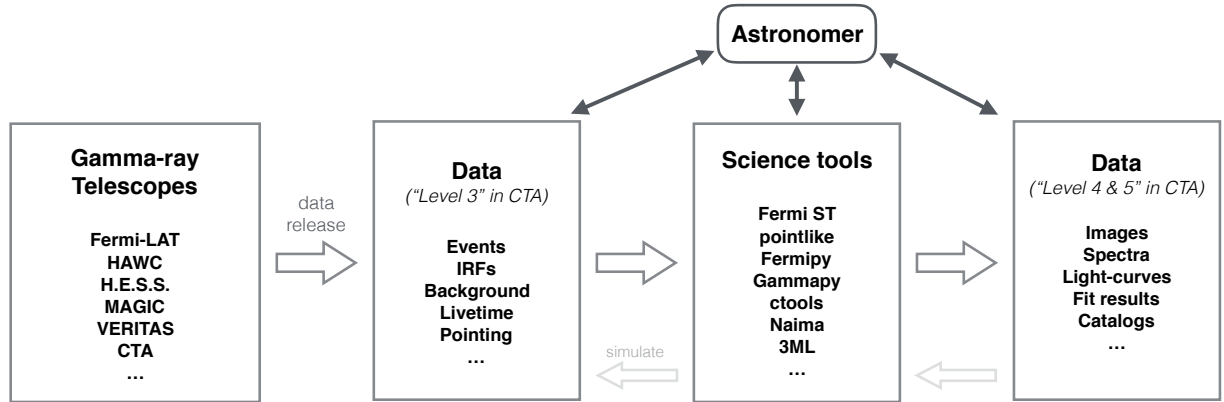 Astronomer
Gamma-ray
Telescopes
Fermi-LAT
HAWC
H.E.S.S.
MAGIC
VERITAS
CTA
...
data
release
Data
(“Level 3” in CTA)
Events
IRFs
Background
Livetime
Pointing
...
simulate
Science tools
Fermi ST
pointlike
Fermipy
Gammapy
ctools
Naima
3ML
...
Data
(“Level 4 & 5” in CTA)
Images
Spectra
Light-curves
Fit results
Catalogs
...